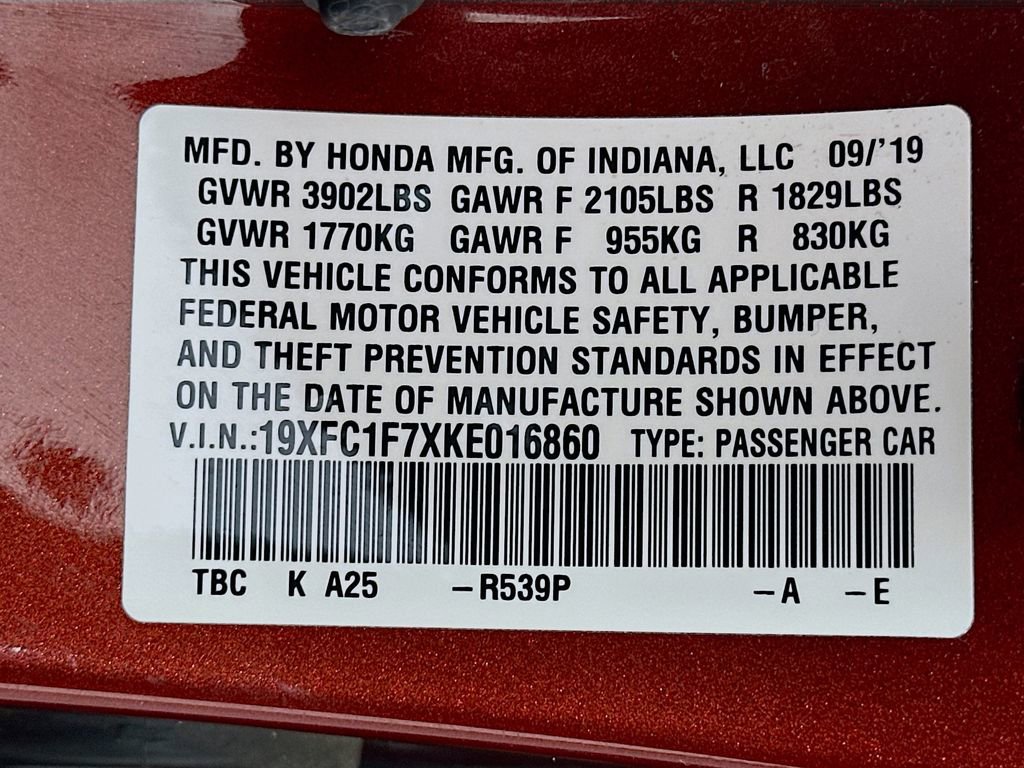 MFD. BY HONDA MFG. OF INDIANA, LLC 09/'19
GVWR 3902LBS GAWR F 2105LBS R 1829LBS
GVWR 1770KG GAWR F 955KG R 830KG
THIS VEHICLE CONFORMS TO ALL APPLICABLE
FEDERAL MOTOR VEHICLE SAFETY, BUMPER,
AND THEFT PREVENTION STANDARDS IN EFFECT
ON THE DATE OF MANUFACTURE SHOWN ABOVE.
V.I.N.:19XFC1F7XKE016860 TYPE: PASSENGER CAR
TBC K A25 –R539P –A –E